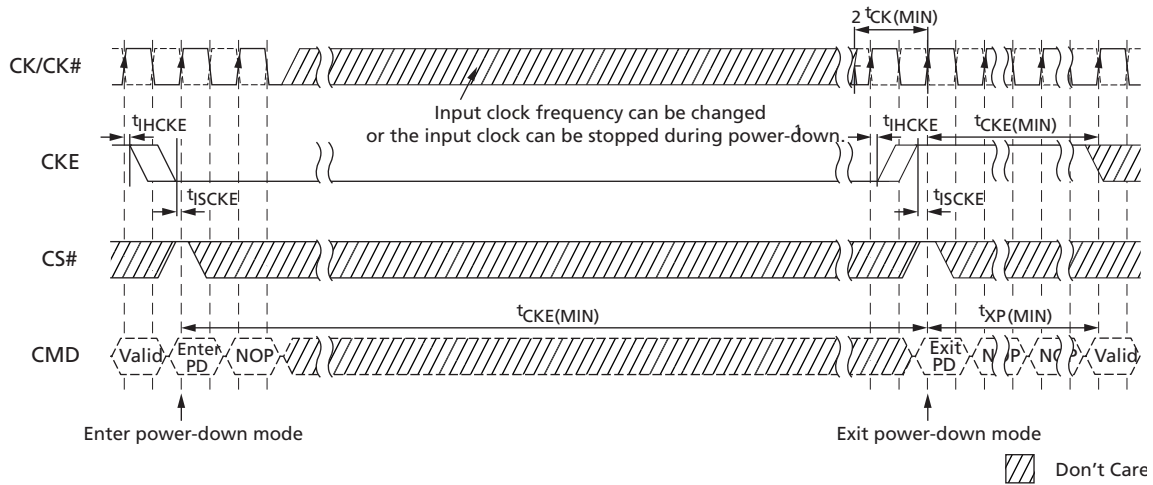 2 tCK(MIN)
CK/CK#
Input clock frequency can be changed
or the input clock can be stopped during power-down.
tIHCKE
tIHCKE
tCKE(MIN)
CKE
tISCKE
tISCKE
CS#
tCKE(MIN)
tXP(MIN)
CMD
Valid
Enter
PD
NOP
Exit
PD
NOP
NOP
Valid
Enter power-down mode
Exit power-down mode
Don't Care